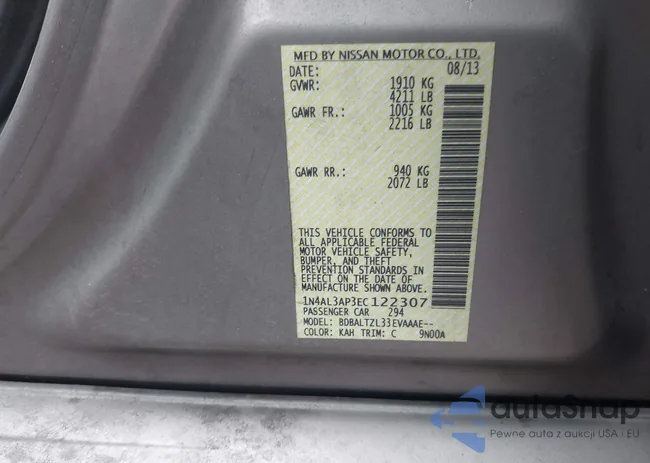 MFD BY NISSAN MOTOR CO., LTD.
DATE: 08/13
GVWR: 1910 KG
4211 LB
GAWR FR.: 1005 KG
2216 LB
GAWR RR.: 940 KG
2072 LB
THIS VEHICLE CONFORMS TO
ALL APPLICABLE FEDERAL
MOTOR VEHICLE SAFETY,
BUMPER, AND THEFT
PREVENTION STANDARDS IN
EFFECT ON THE DATE OF
MANUFACTURE SHOWN ABOVE.
1N4AL3AP3EC122307
PASSENGER CAR 294
MODEL: BDBALTZL33EVAAAE--
COLOR: KAH TRIM: C 9N00A
autoSnap
Pewne auta z aukcji USA i EU